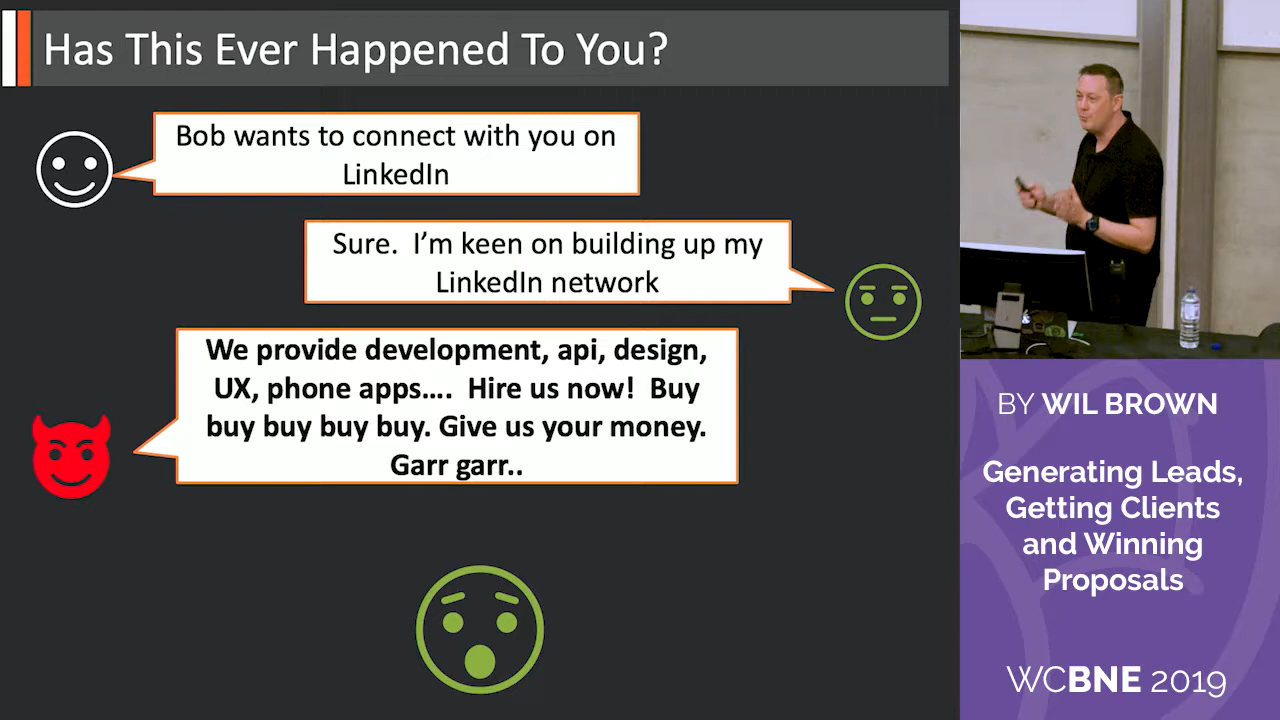 Has This Ever Happened To You?
Bob wants to connect with you on
LinkedIn
Sure.  I'm keen on building up my
LinkedIn network
We provide development, api, design,
UX, phone apps....  Hire us now!  Buy
buy buy buy buy. Give us your money.
Garr garr..
BY WIL BROWN
Generating Leads,
Getting Clients
and Winning
Proposals
WCBNE 2019